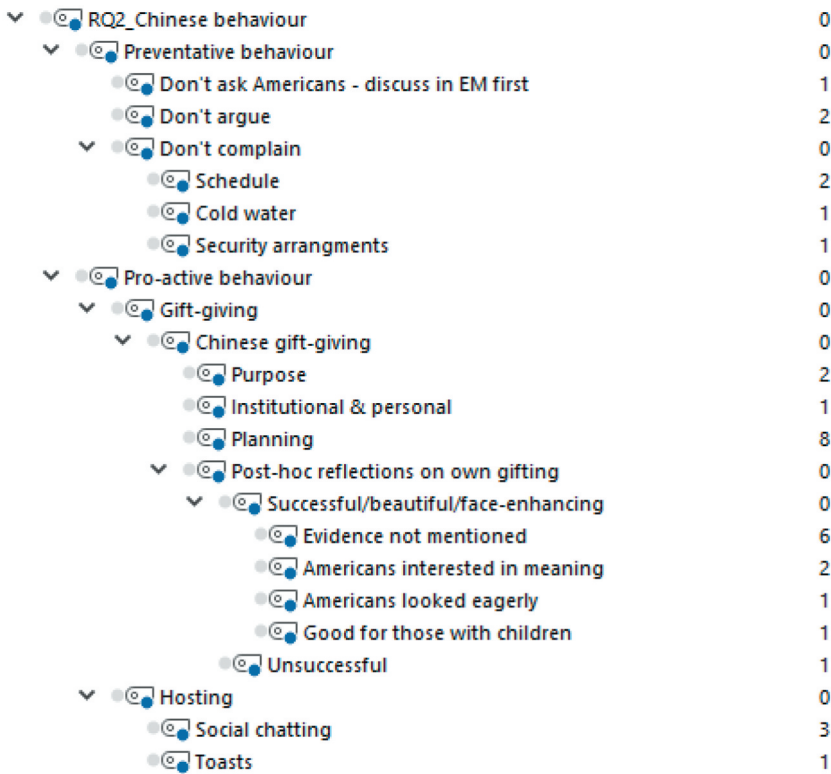 RQ2_Chinese behaviour 0
Preventative behaviour 0
Don't ask Americans - discuss in EM first 1
Don't argue 2
Don't complain 0
Schedule 2
Cold water 1
Security arrangments 1
Pro-active behaviour 0
Gift-giving 0
Chinese gift-giving 0
Purpose 2
Institutional & personal 1
Planning 8
Post-hoc reflections on own gifting 0
Successful/beautiful/face-enhancing 0
Evidence not mentioned 6
Americans interested in meaning 2
Americans looked eagerly 1
Good for those with children 1
Unsuccessful 1
Hosting 0
Social chatting 3
Toasts 1